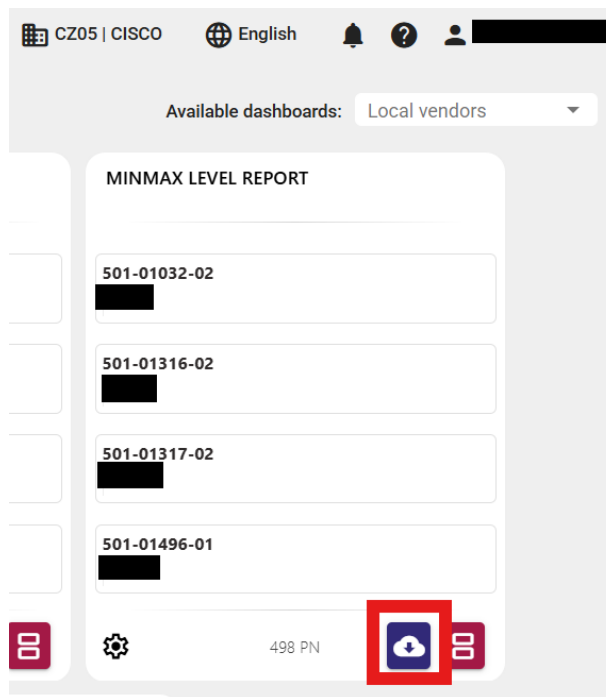 CZ05 | CISCO English
Available dashboards: Local vendors
MINMAX LEVEL REPORT
501-01032-02
501-01316-02
501-01317-02
501-01496-01
498 PN